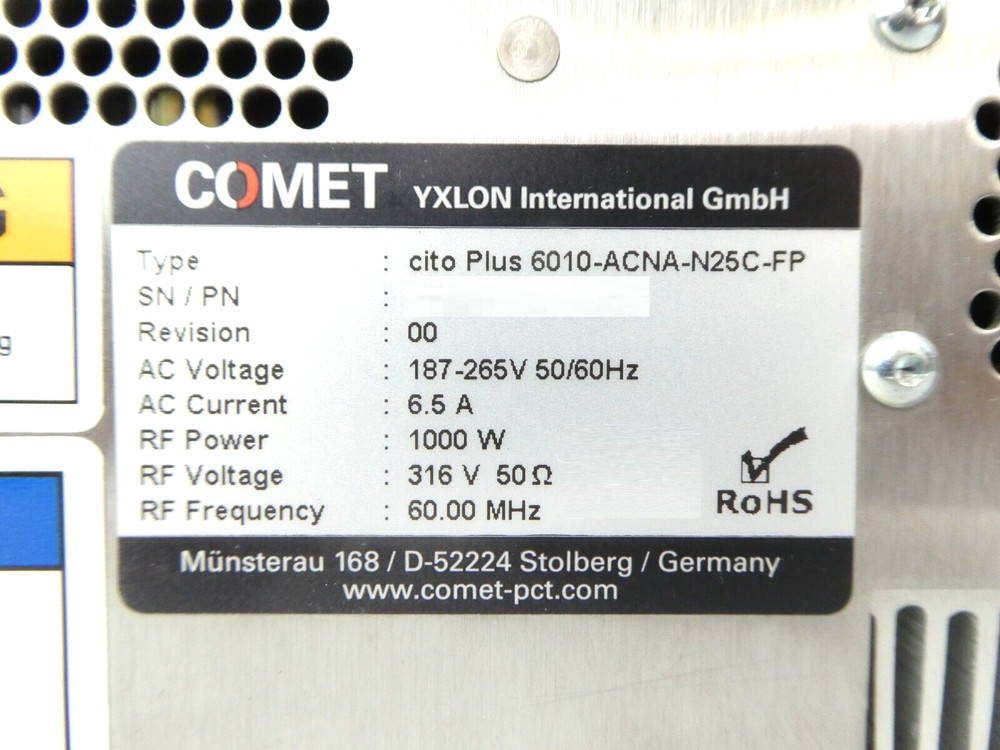 COMET YXLON International GmbH
Type : cito Plus 6010-ACNA-N25C-FP
SN / PN :
Revision : 00
AC Voltage : 187-265V 50/60Hz
AC Current : 6.5 A
RF Power : 1000 W
RF Voltage : 316 V 50Ω
RF Frequency : 60.00 MHz
RoHS
Münsterau 168 / D-52224 Stolberg / Germany
www.comet-pct.com
G
g